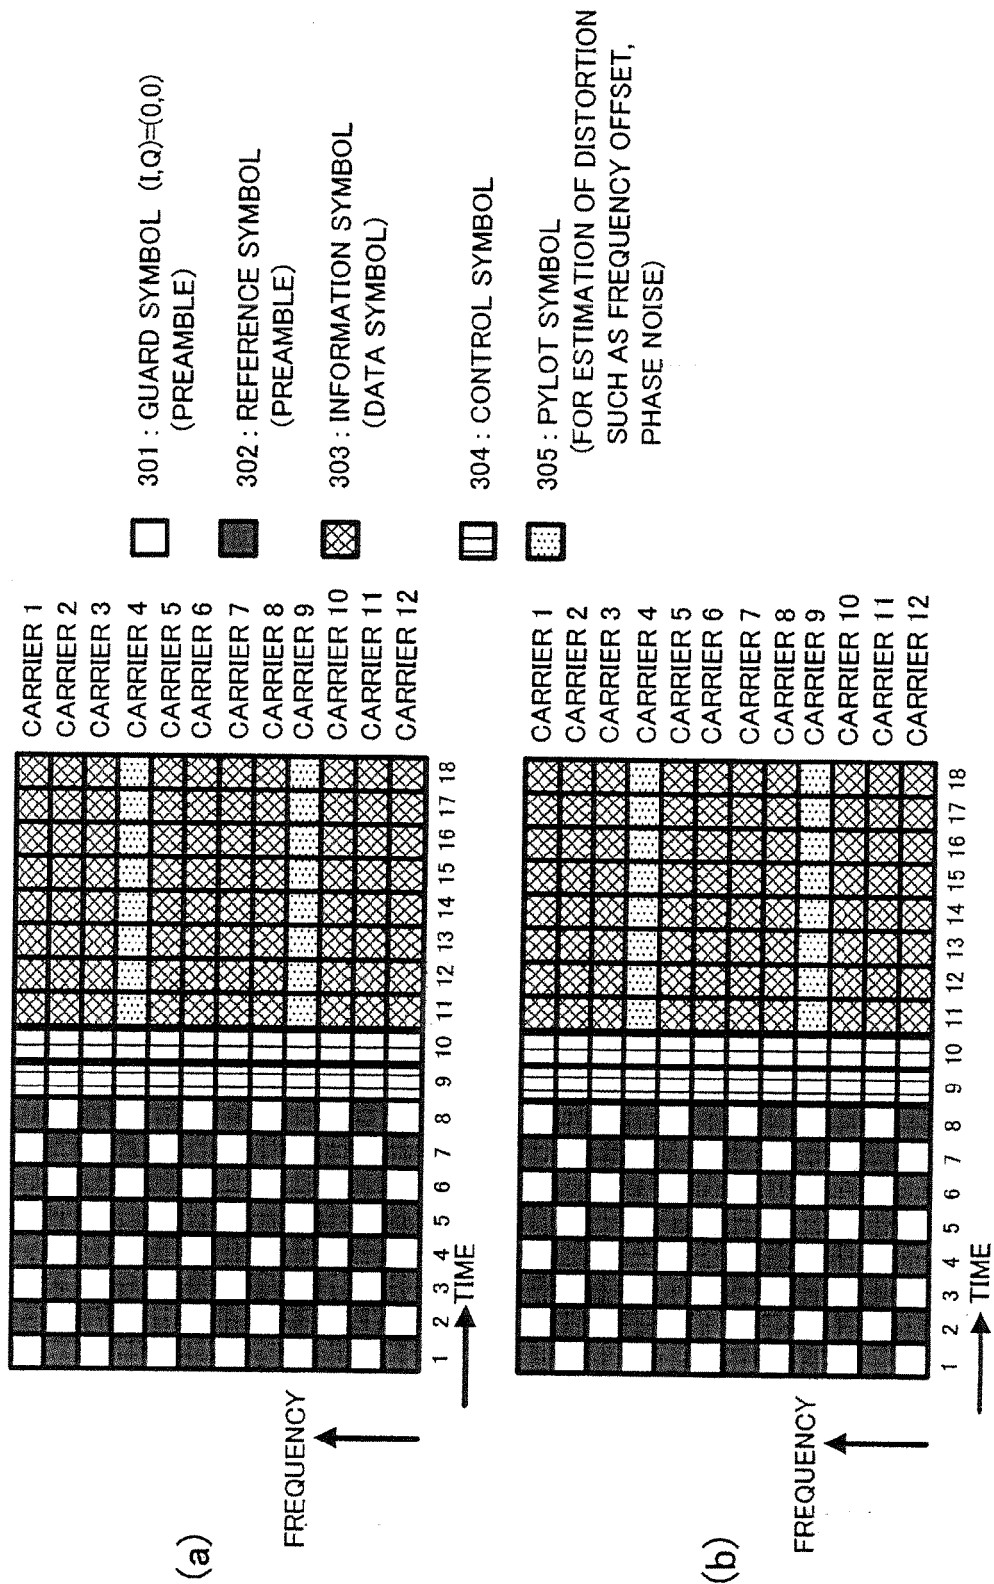 (a)
FREQUENCY
CARRIER 1
CARRIER 2
CARRIER 3
CARRIER 4
CARRIER 5
CARRIER 6
CARRIER 7
CARRIER 8
CARRIER 9
CARRIER 10
CARRIER 11
CARRIER 12
1 2 3 4 5 6 7 8 9 10 11 12 13 14 15 16 17 18
TIME
(b)
FREQUENCY
CARRIER 1
CARRIER 2
CARRIER 3
CARRIER 4
CARRIER 5
CARRIER 6
CARRIER 7
CARRIER 8
CARRIER 9
CARRIER 10
CARRIER 11
CARRIER 12
1 2 3 4 5 6 7 8 9 10 11 12 13 14 15 16 17 18
TIME
301 : GUARD SYMBOL (I,Q)=(0,0)
(PREAMBLE)
302 : REFERENCE SYMBOL
(PREAMBLE)
303 : INFORMATION SYMBOL
(DATA SYMBOL)
304 : CONTROL SYMBOL
305 : PYLOT SYMBOL
(FOR ESTIMATION OF DISTORTION
SUCH AS FREQUENCY OFFSET,
PHASE NOISE)